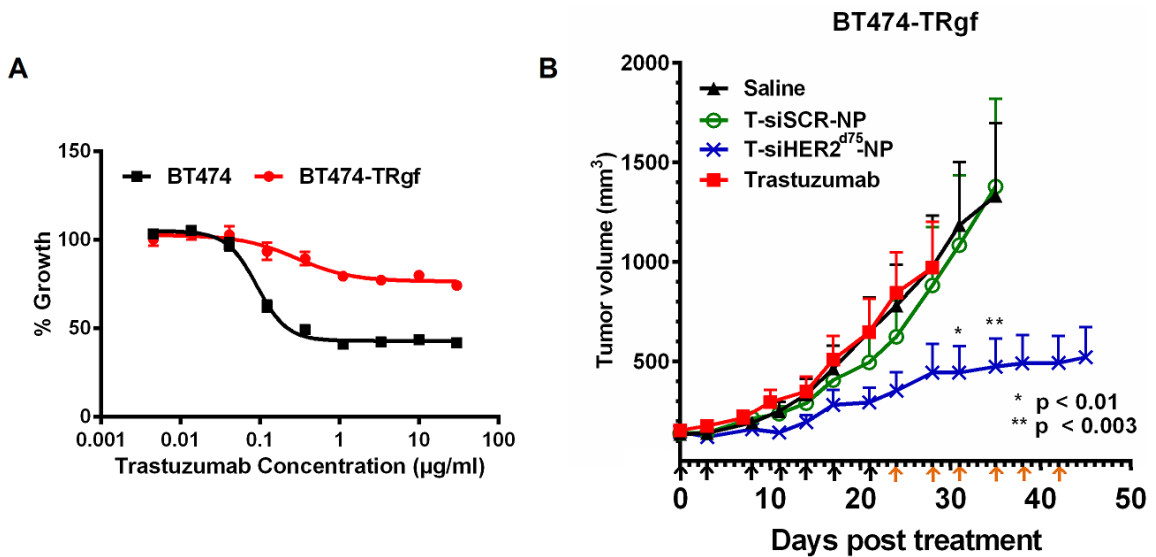 A
150
100
50
0
% Growth
BT474
BT474-TRgf
0.001
0.01
0.1
1
10
100
Trastuzumab Concentration (μg/ml)
B
BT474-TRgf
2000
1500
1000
500
Tumor volume (mm³)
Saline
T-siSCR-NP
T-siHER2ᵈ⁷⁵-NP
Trastuzumab
*
**
* p < 0.01
** p < 0.003
0
10
20
30
40
50
Days post treatment